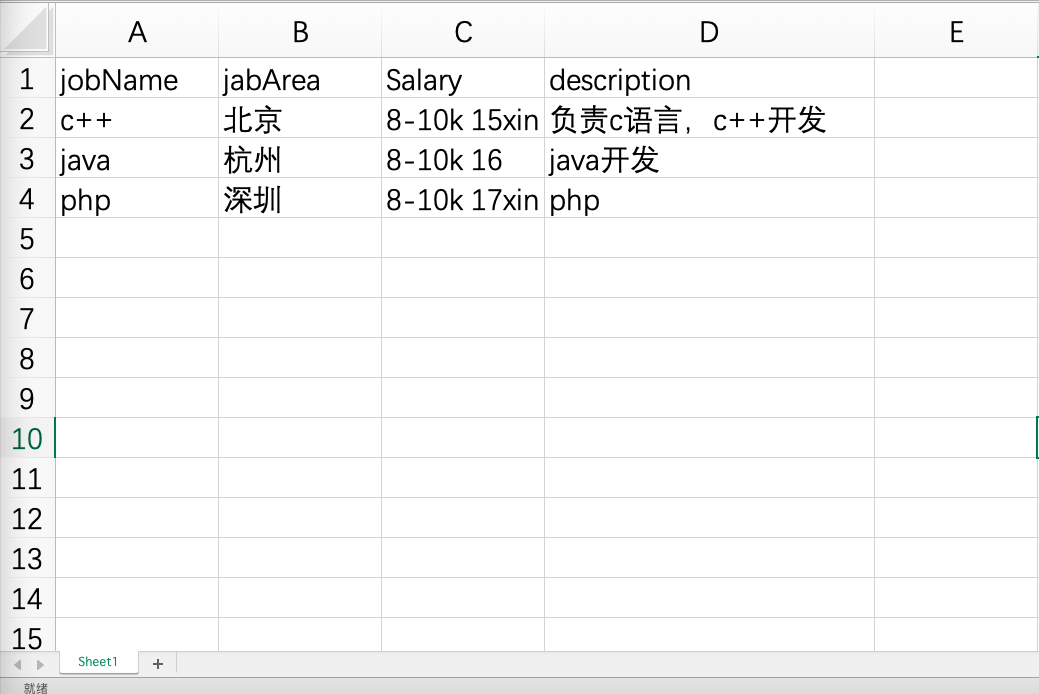 A B C D E
1 jobName jabArea Salary description
2 c++ 北京 8-10k 15xin 负责c语言，c++开发
3 java 杭州 8-10k 16 java开发
4 php 深圳 8-10k 17xin php
5
6
7
8
9
10
11
12
13
14
15
Sheet1 +
就绪